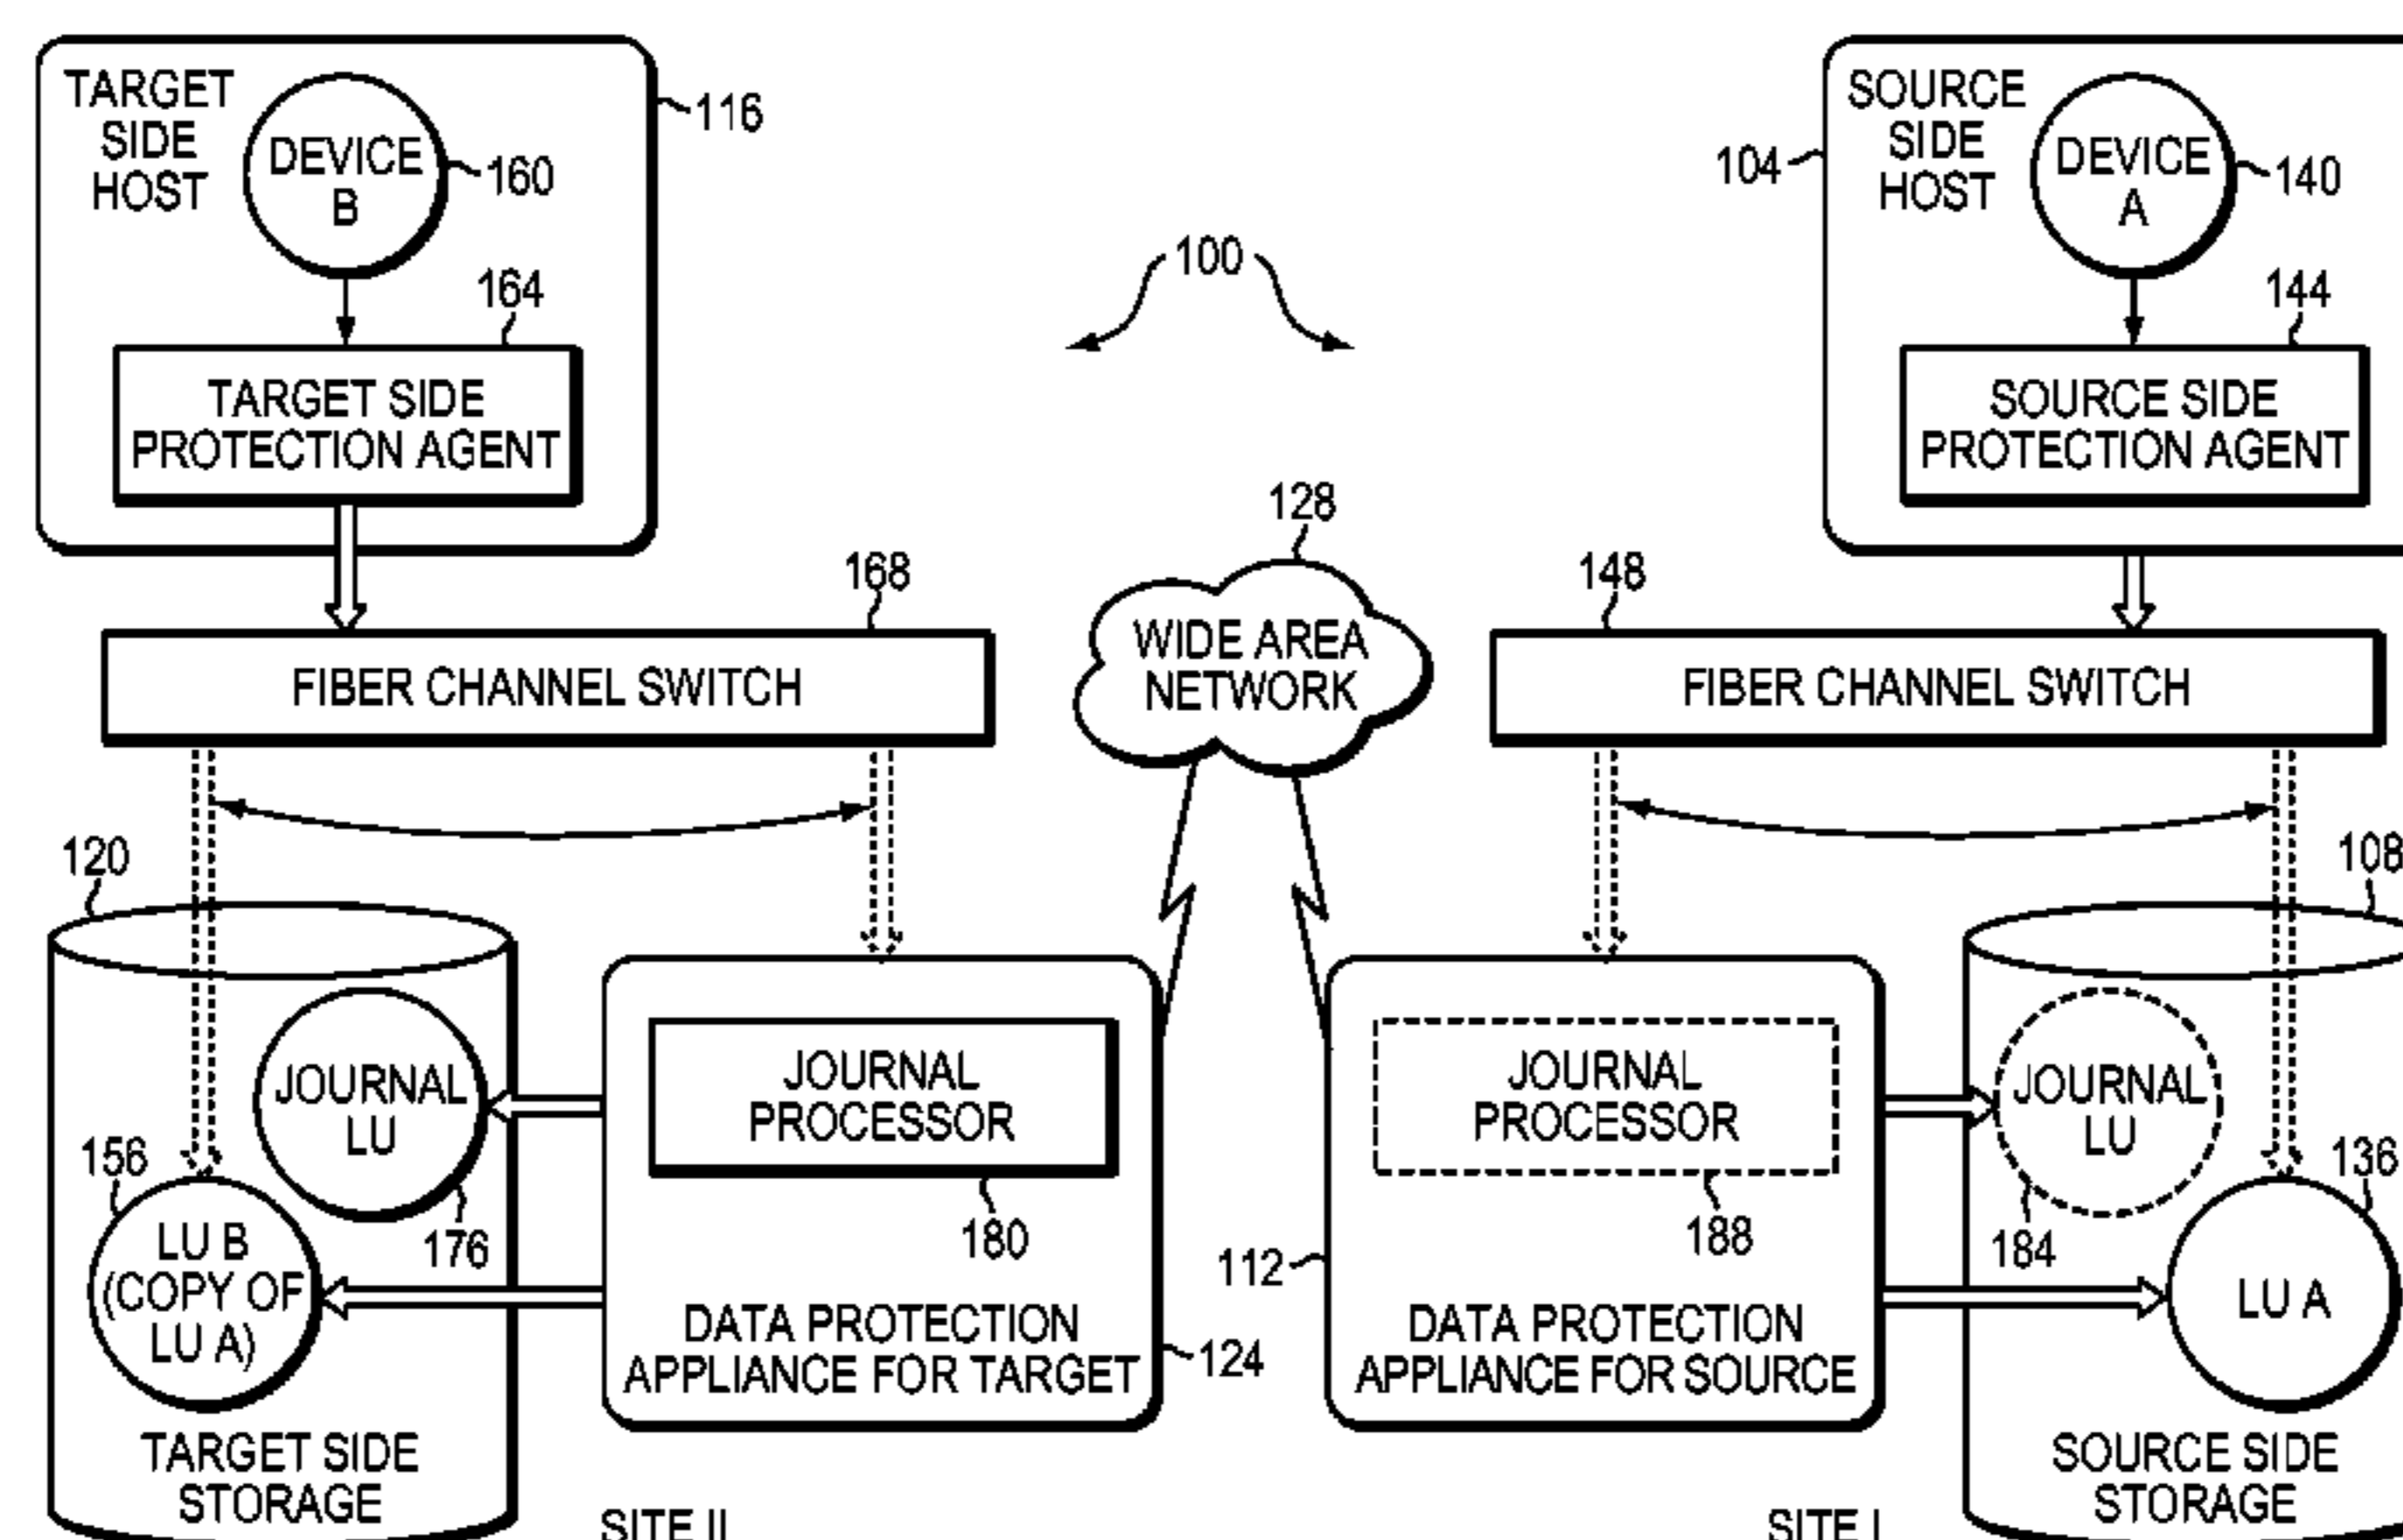 TARGET
SIDE
HOST
DEVICE
B
160
116
164
TARGET SIDE
PROTECTION AGENT
100
SOURCE
SIDE
HOST
104
DEVICE
A
140
144
SOURCE SIDE
PROTECTION AGENT
168
FIBER CHANNEL SWITCH
128
WIDE AREA
NETWORK
148
FIBER CHANNEL SWITCH
120
JOURNAL
LU
176
156
LU B
(COPY OF
LU A)
TARGET SIDE
STORAGE
JOURNAL
PROCESSOR
180
DATA PROTECTION
APPLIANCE FOR TARGET
124
SITE II
JOURNAL
PROCESSOR
188
112
DATA PROTECTION
APPLIANCE FOR SOURCE
SITE I
108
JOURNAL
LU
184
136
LU A
SOURCE SIDE
STORAGE